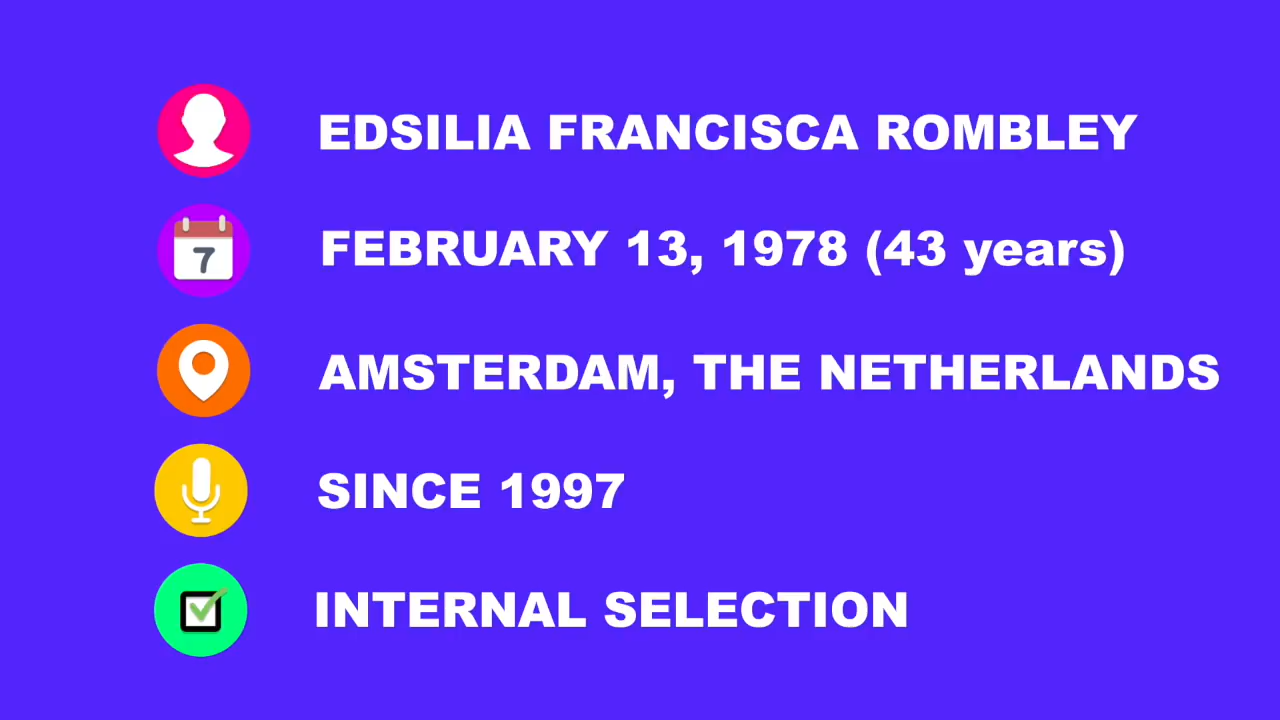 EDSILIA FRANCISCA ROMBLEY
7
FEBRUARY 13, 1978 (43 years)
AMSTERDAM, THE NETHERLANDS
SINCE 1997
INTERNAL SELECTION